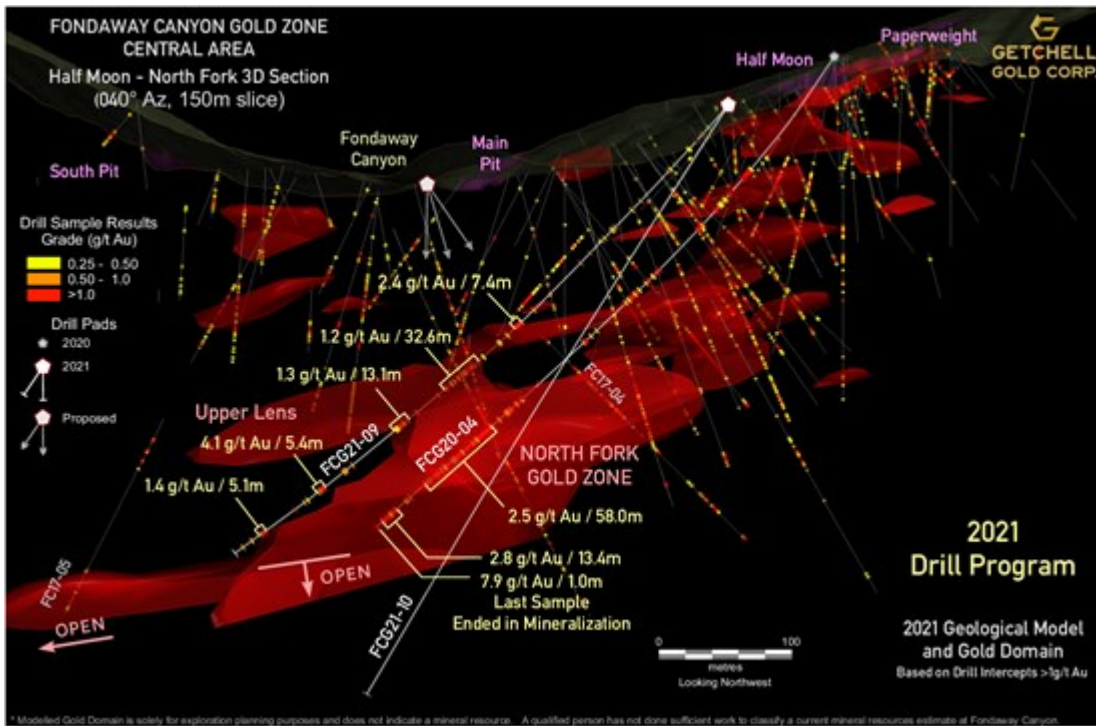 FONDAWAY CANYON GOLD ZONE
CENTRAL AREA
Half Moon - North Fork 3D Section
(040° Az, 150m slice)
Paperweight
Half Moon
GETCHELL
GOLD CORP.
Fondaway
Canyon
Main
Pit
South Pit
Drill Sample Results
Grade (g/t Au)
0.25 - 0.50
0.50 - 1.0
>1.0
Drill Pads
2020
2021
Proposed
2.4 g/t Au / 7.4m
1.2 g/t Au / 32.6m
1.3 g/t Au / 13.1m
Upper Lens
4.1 g/t Au / 5.4m
1.4 g/t Au / 5.1m
FCG21-09
FCG20-04
FC17-04
NORTH FORK
GOLD ZONE
2.5 g/t Au / 58.0m
2.8 g/t Au / 13.4m
7.9 g/t Au / 1.0m
Last Sample
Ended in Mineralization
OPEN
FC17-05
OPEN
FCG21-10
0 100
metres
Looking Northwest
2021
Drill Program
2021 Geological Model
and Gold Domain
Based on Drill Intercepts >1g/t Au
* Modelled Gold Domain is solely for exploration planning purposes and does not indicate a mineral resource. A qualified person has not done sufficient work to classify a current mineral resources estimate at Fondaway Canyon.